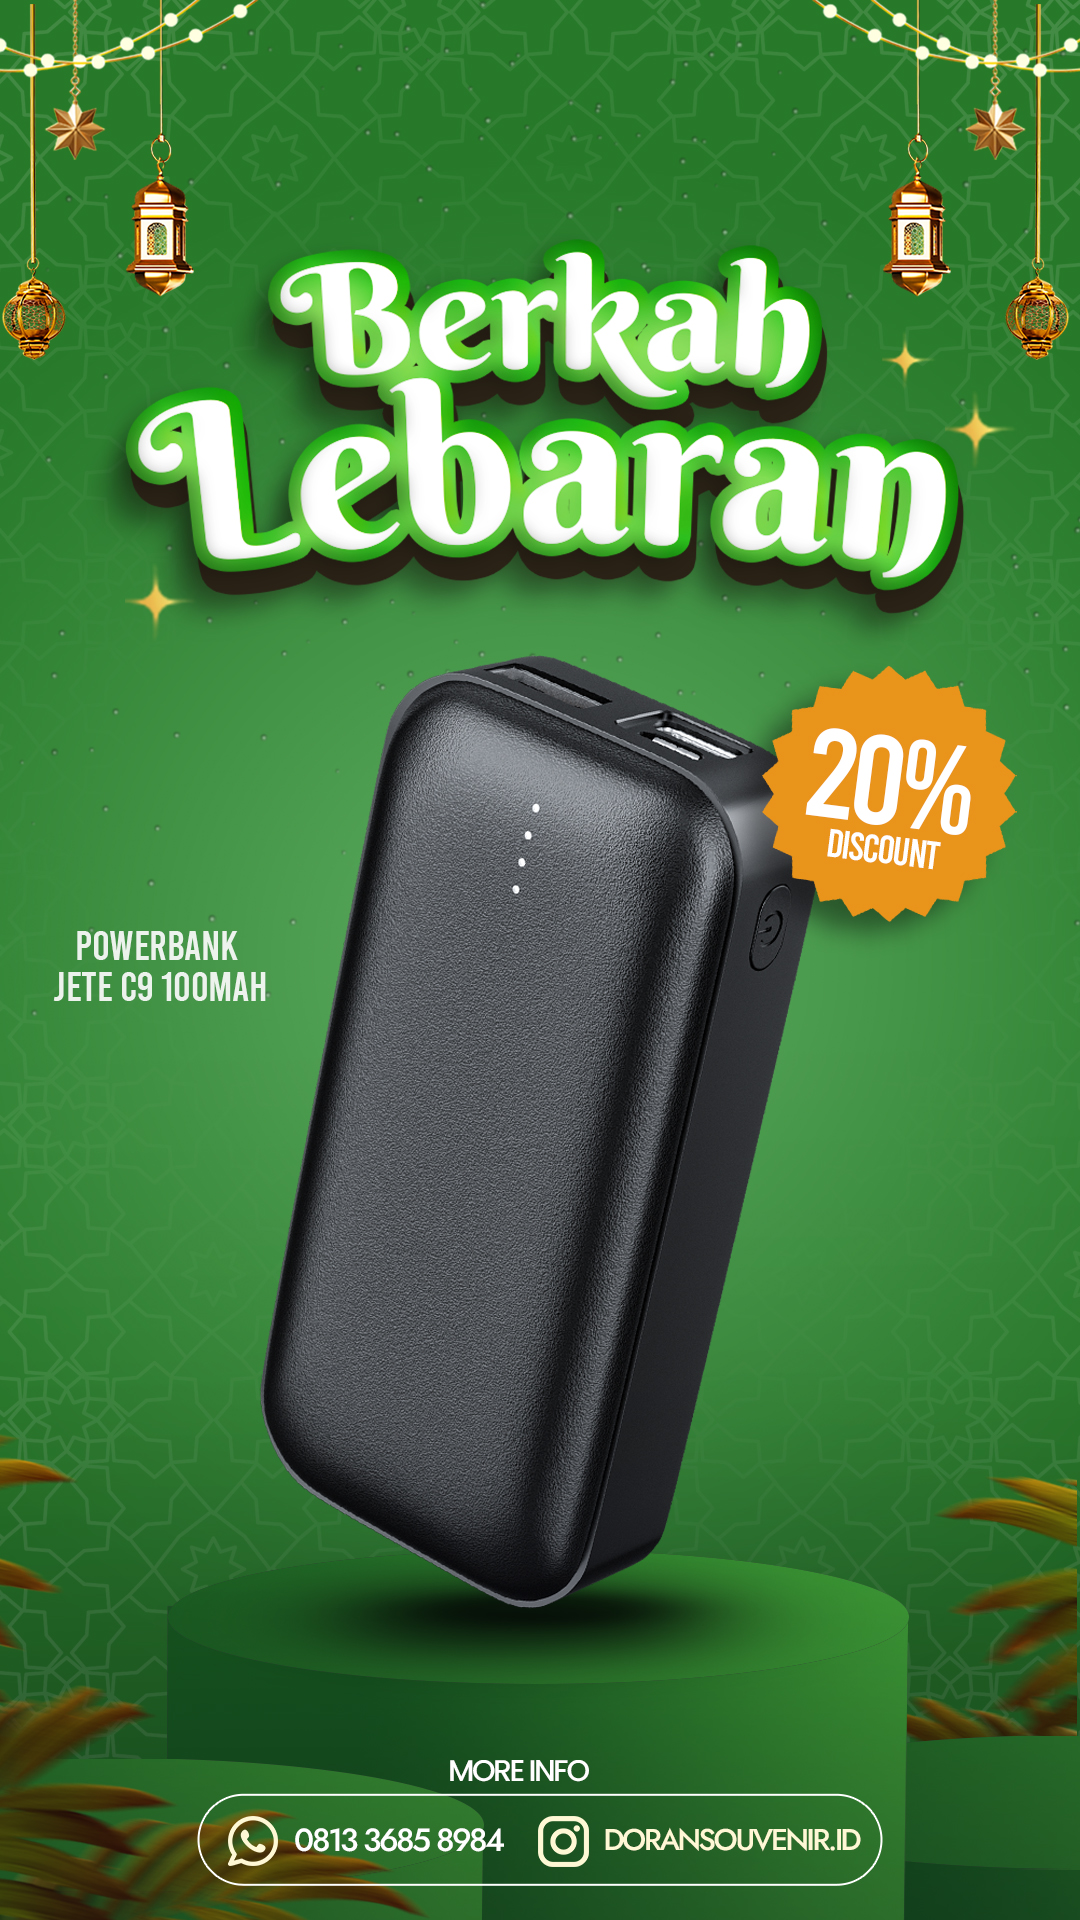 Berkah
Lebaran
20%
DISCOUNT
POWERBANK
JETE C9 100MAH
MORE INFO
0813 3685 8984 DORANSOUVENIR.ID